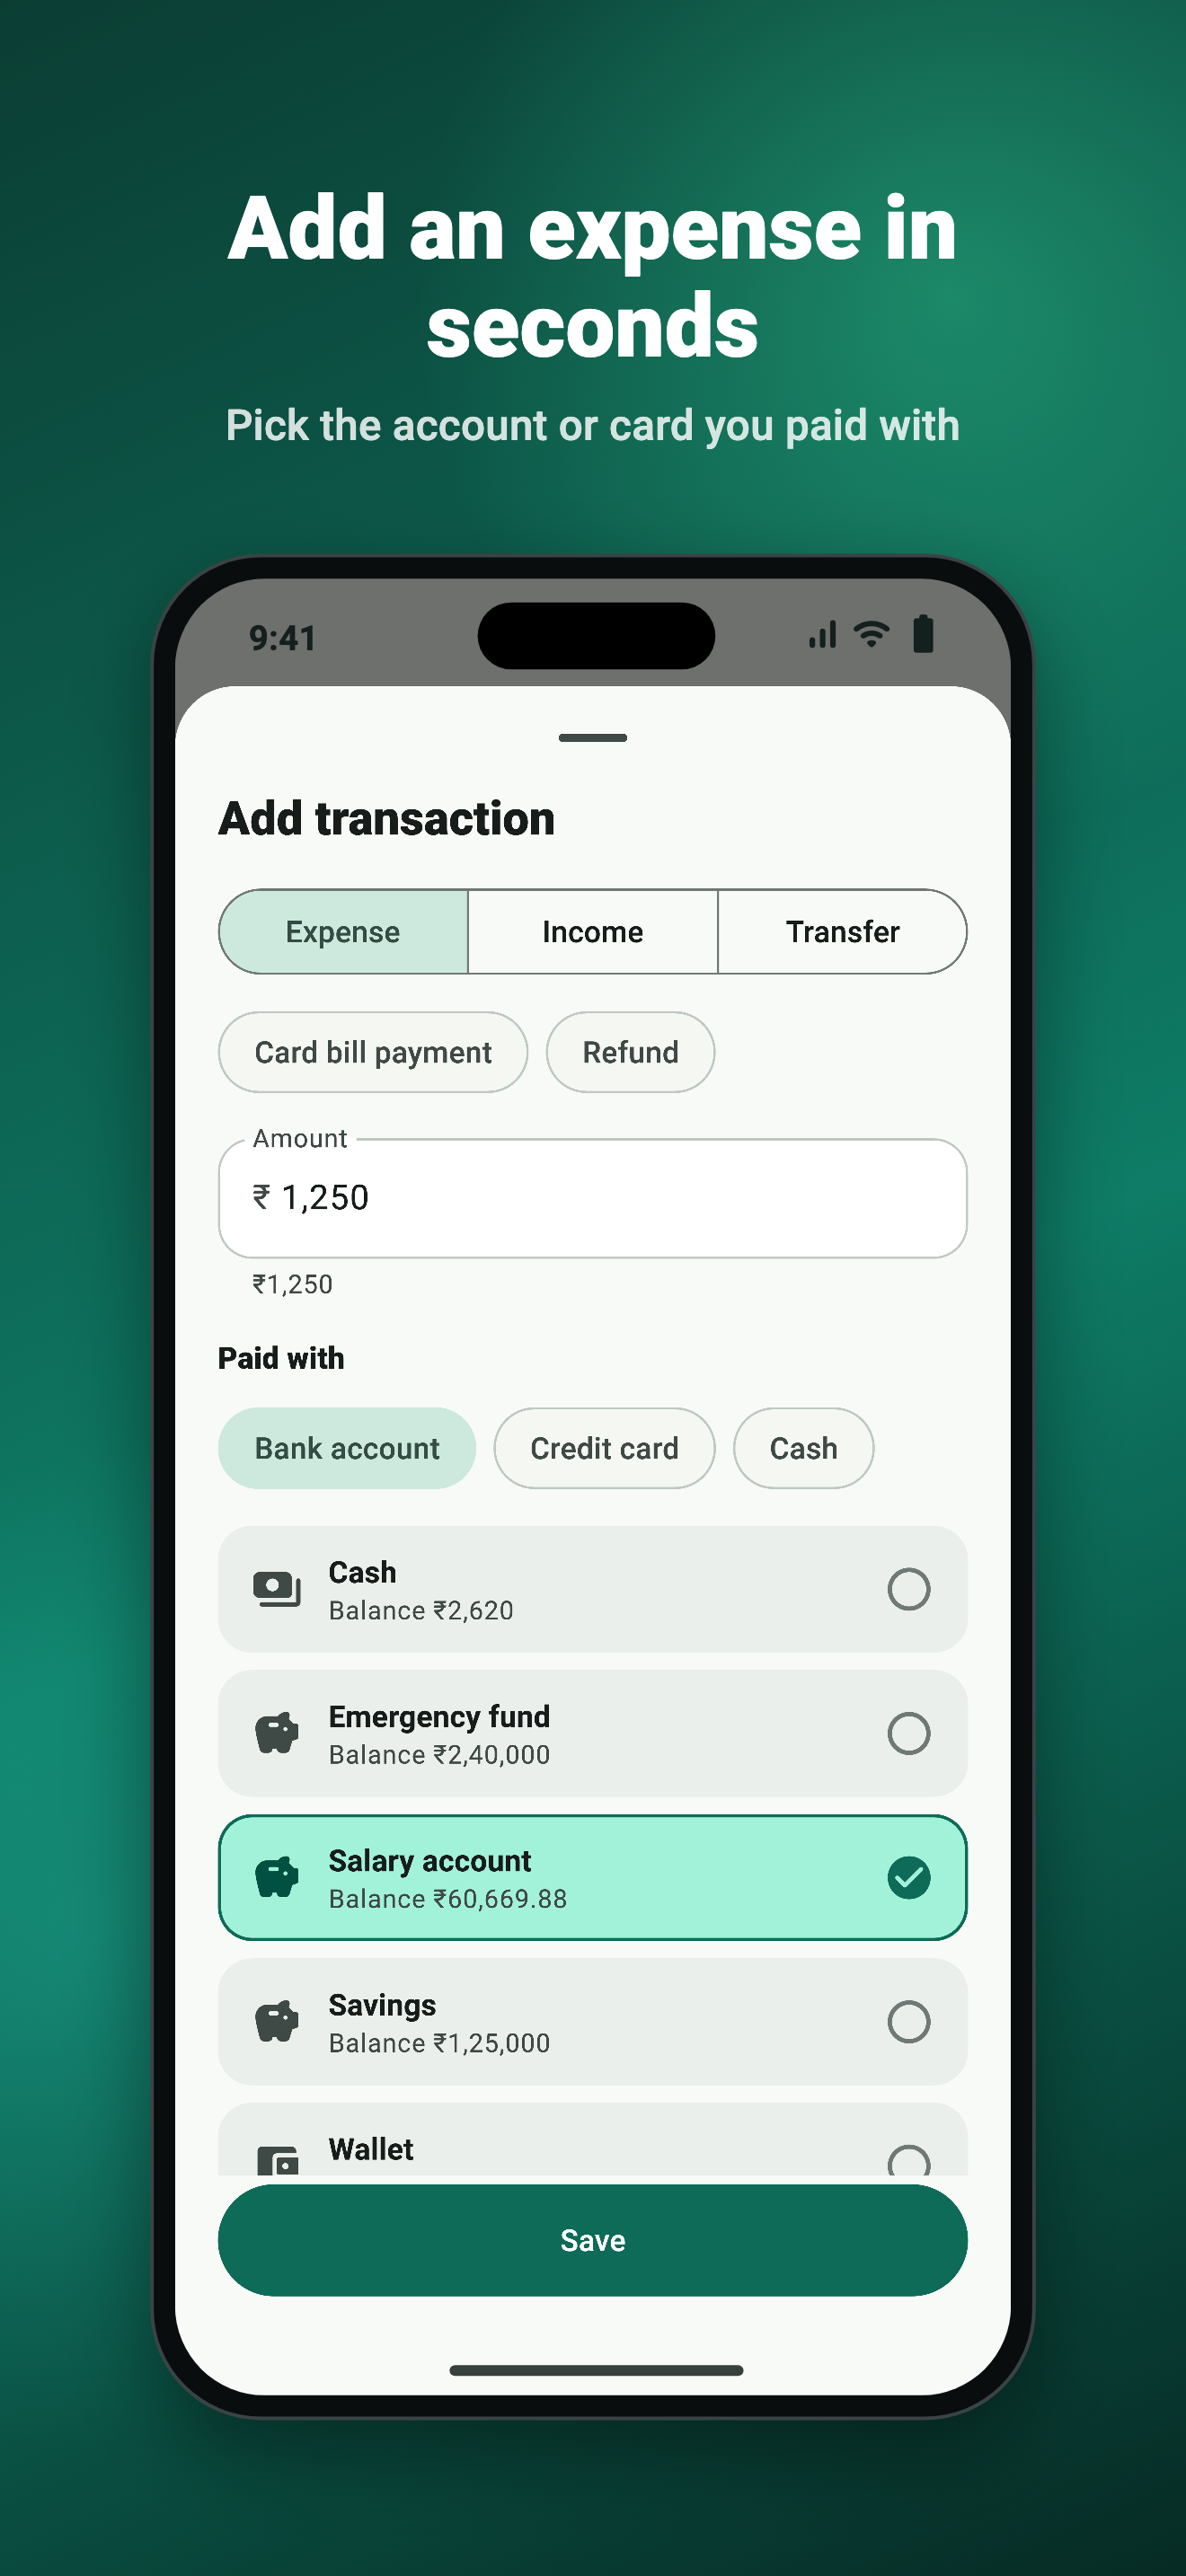 Add an expense in
seconds
Pick the account or card you paid with
9:41
Add transaction
Expense Income Transfer
Card bill payment Refund
Amount
₹ 1,250
₹1,250
Paid with
Bank account Credit card Cash
Cash
Balance ₹2,620
Emergency fund
Balance ₹2,40,000
Salary account
Balance ₹60,669.88
Savings
Balance ₹1,25,000
Wallet
Save